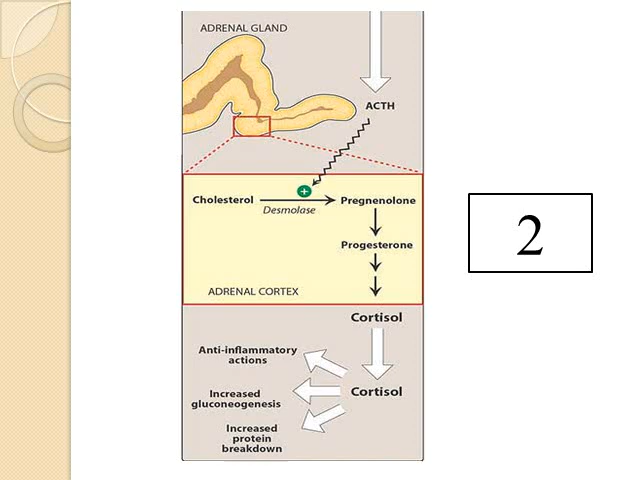 ADRENAL GLAND
ACTH
+
Cholesterol
Desmolase
Pregnenolone
Progesterone
ADRENAL CORTEX
Cortisol
Anti-inflammatory
actions
Increased
gluconeogenesis
Cortisol
Increased
protein
breakdown
2